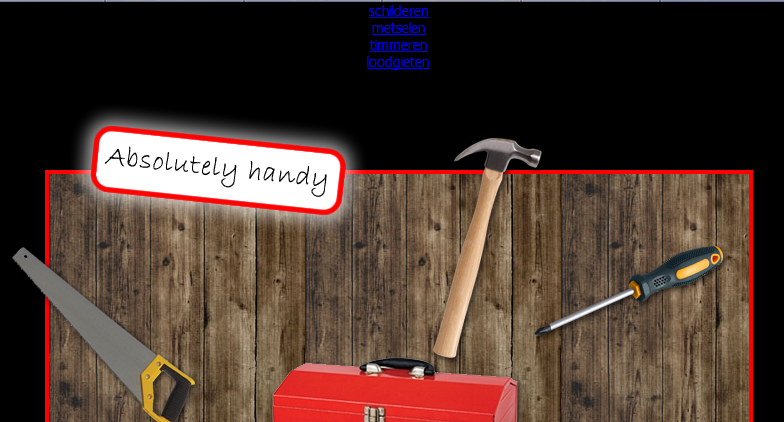 schilderen
metselen
timmeren
loodgieten
Absolutely handy